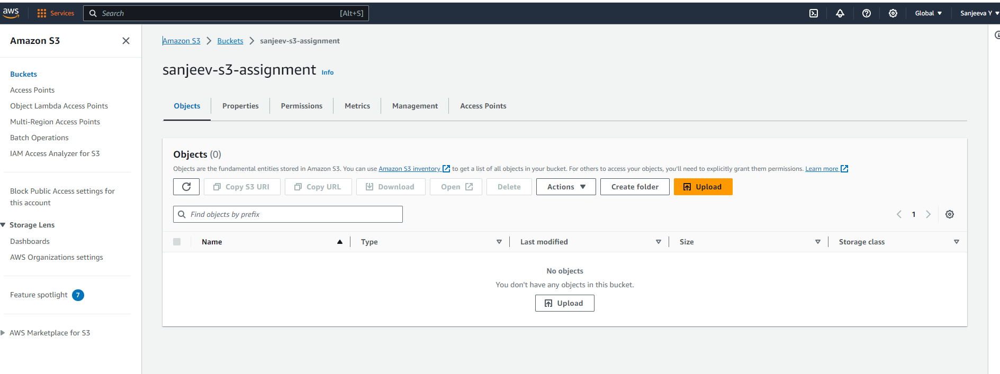 aws Services Search [Alt+S] Global Sanjeeva Y
Amazon S3
Buckets
Access Points
Object Lambda Access Points
Multi-Region Access Points
Batch Operations
IAM Access Analyzer for S3
Block Public Access settings for
this account
Storage Lens
Dashboards
AWS Organizations settings
Feature spotlight 7
AWS Marketplace for S3
Amazon S3 > Buckets > sanjeev-s3-assignment
sanjeev-s3-assignment Info
Objects Properties Permissions Metrics Management Access Points
Objects (0)
Objects are the fundamental entities stored in Amazon S3. You can use Amazon S3 inventory to get a list of all objects in your bucket. For others to access your objects, you'll need to explicitly grant them permissions. Learn more
Copy S3 URI Copy URL Download Open Delete Actions Create folder Upload
Find objects by prefix 1
Name Type Last modified Size Storage class
No objects
You don't have any objects in this bucket.
Upload